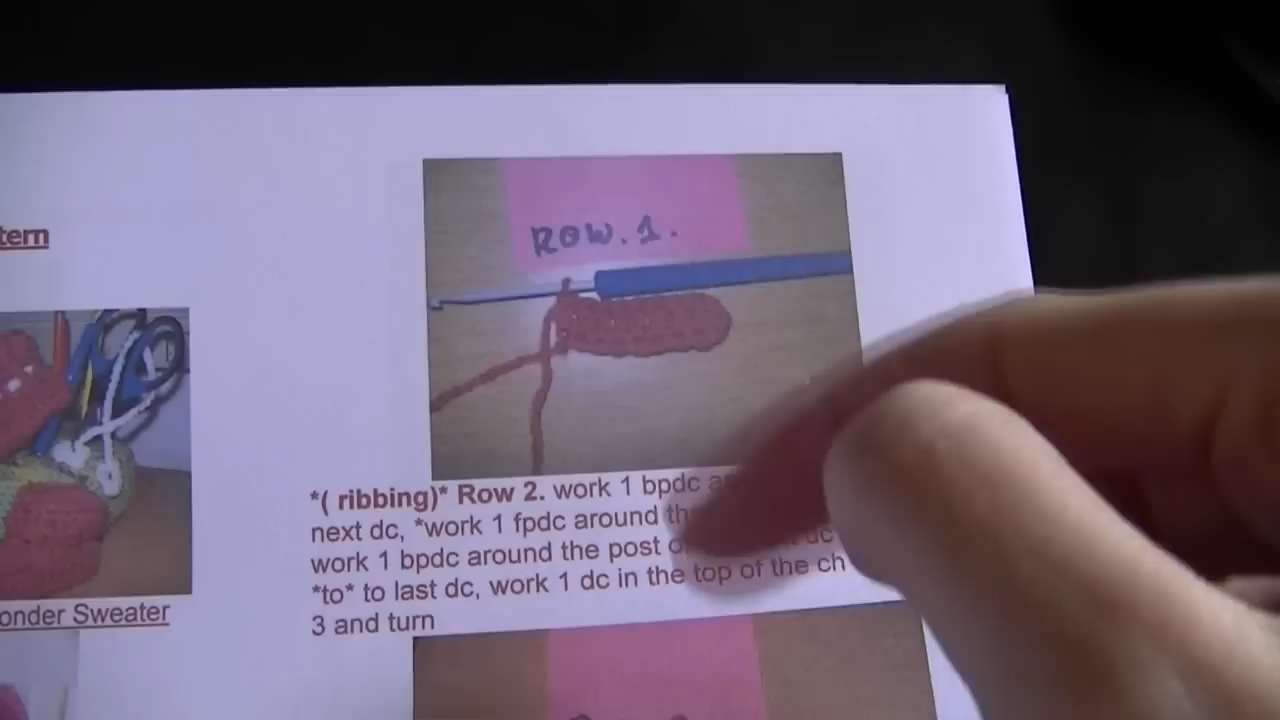 tern
ROW.1.
*( ribbing)* Row 2. work 1 bpdc
next dc, *work 1 fpdc around
work 1 bpdc around the post dc
*to* to last dc, work 1 dc in the top of the ch
3 and turn
onder Sweater